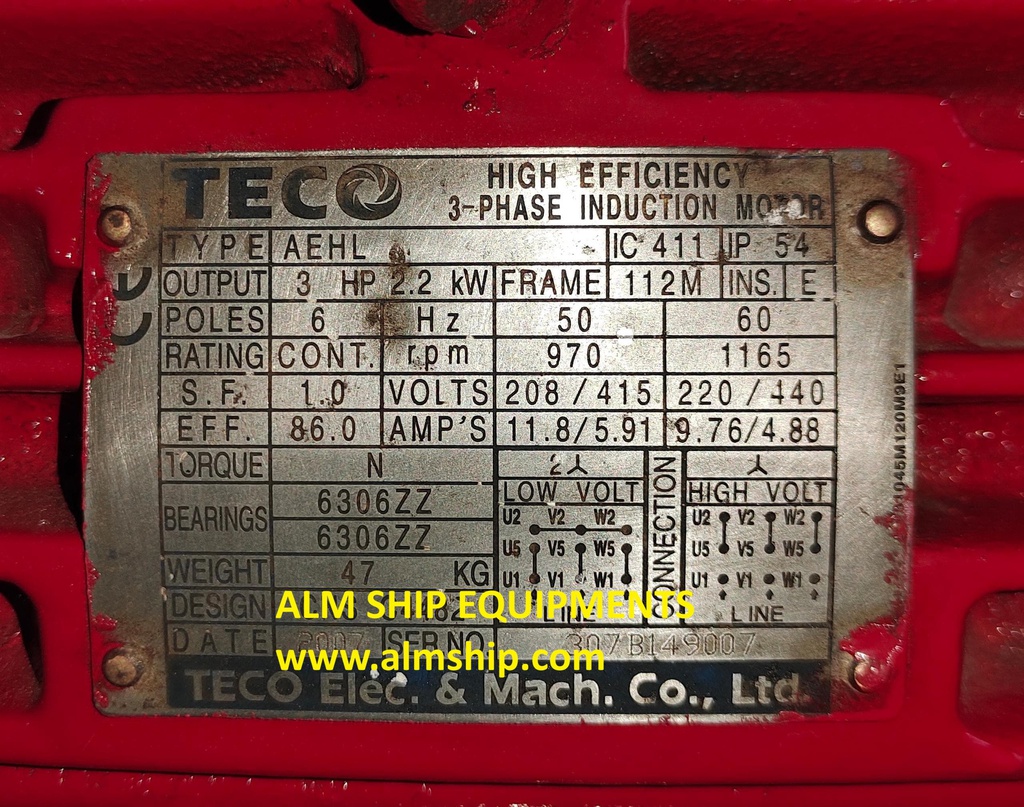 TECO HIGH EFFICIENCY
3-PHASE INDUCTION MOTOR
TYPE AEHL IC 411 IP 54
OUTPUT 3 HP 2.2 kW FRAME 112M INS. E
POLES 6 Hz 50 60
RATING CONT. rpm 970 1165
S.F. 1.0 VOLTS 208 / 415 220 / 440
EFF. 86.0 AMP'S 11.8/5.91 9.76/4.88
TORQUE N 2人 人
BEARINGS 6306ZZ
6306ZZ
CONNECTION
LOW VOLT HIGH VOLT
U2 V2 W2 U2 V2 W2
U5 V5 W5 U5 V5 W5
U1 V1 W1 U1 V1 W1
WEIGHT 47 KG
DESIGN LINE LINE
ALM SHIP EQUIPMENTS
DATE 2007 SER.NO. 307B149007
www.almship.com
TECO Elec. & Mach. Co., Ltd.
CE